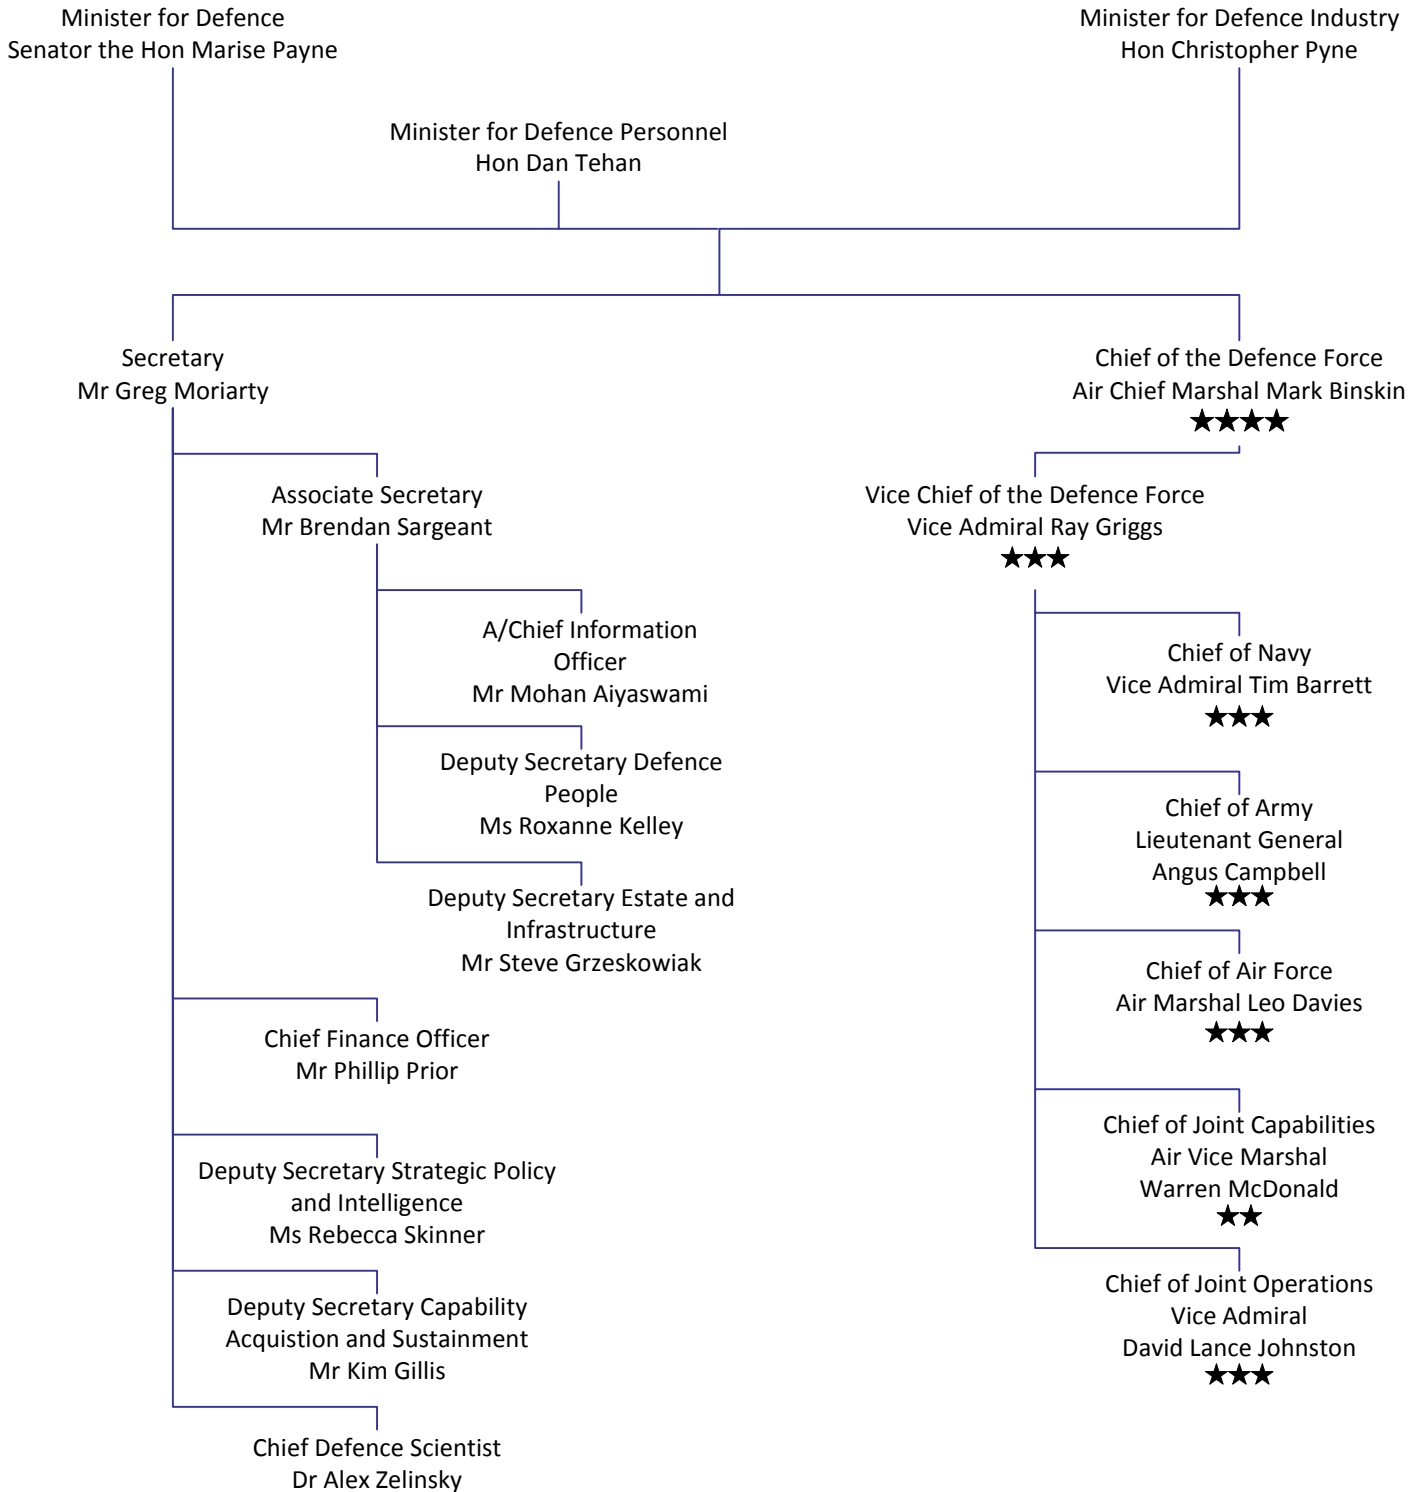 Minister for Defence
Senator the Hon Marise Payne
Minister for Defence Industry
Hon Christopher Pyne
Minister for Defence Personnel
Hon Dan Tehan
Secretary
Mr Greg Moriarty
Chief of the Defence Force
Air Chief Marshal Mark Binskin
★★★★
Associate Secretary
Mr Brendan Sargeant
Vice Chief of the Defence Force
Vice Admiral Ray Griggs
★★★
A/Chief Information
Officer
Mr Mohan Aiyaswami
Deputy Secretary Defence
People
Ms Roxanne Kelley
Deputy Secretary Estate and
Infrastructure
Mr Steve Grzeskowiak
Chief Finance Officer
Mr Phillip Prior
Deputy Secretary Strategic Policy
and Intelligence
Ms Rebecca Skinner
Deputy Secretary Capability
Acquistion and Sustainment
Mr Kim Gillis
Chief Defence Scientist
Dr Alex Zelinsky
Chief of Navy
Vice Admiral Tim Barrett
★★★
Chief of Army
Lieutenant General
Angus Campbell
★★★
Chief of Air Force
Air Marshal Leo Davies
★★★
Chief of Joint Capabilities
Air Vice Marshal
Warren McDonald
★★
Chief of Joint Operations
Vice Admiral
David Lance Johnston
★★★